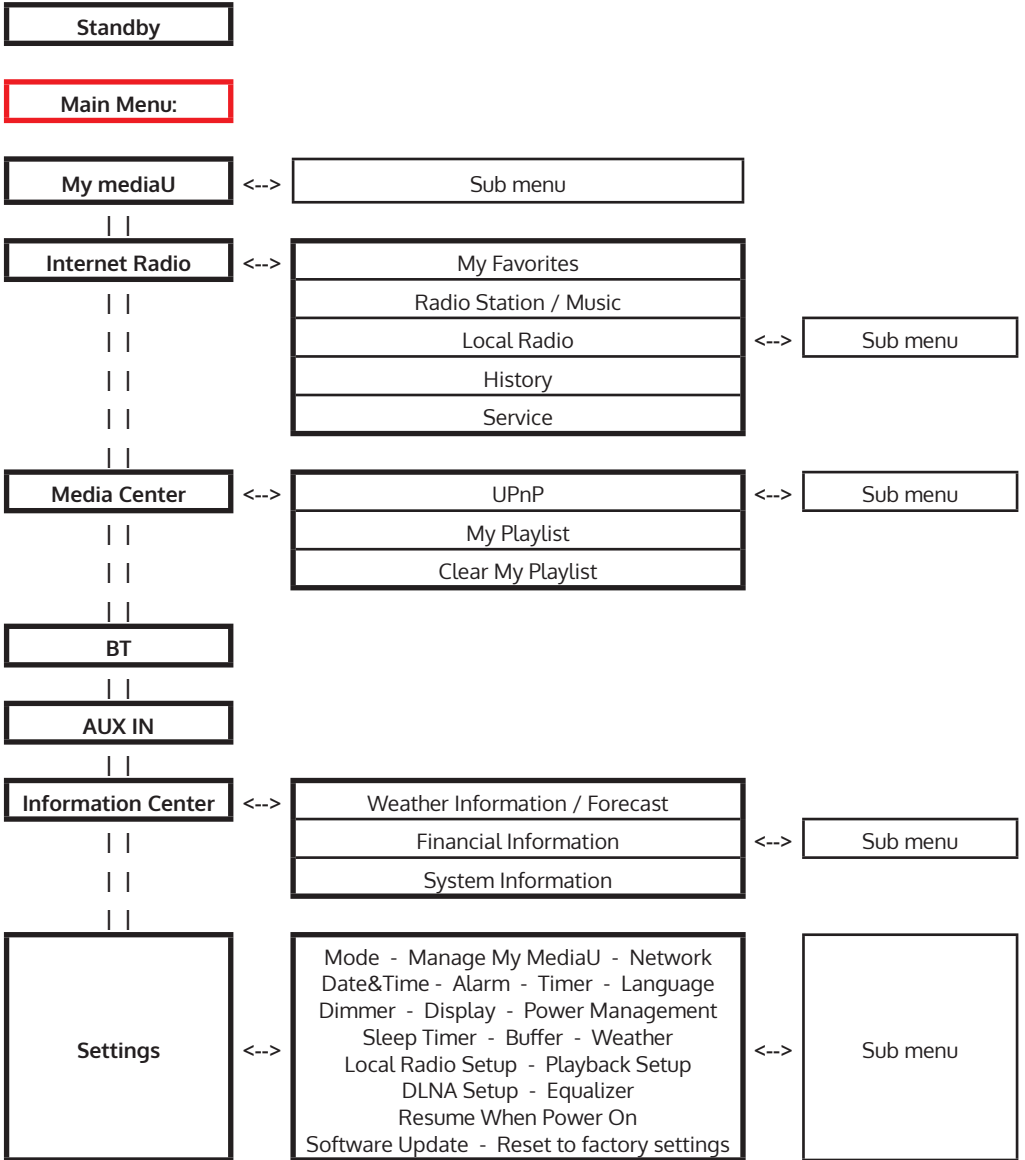 Standby
Main Menu:
My mediaU <--> Sub menu
| |
Internet Radio <--> My Favorites
| | Radio Station / Music
| | Local Radio <--> Sub menu
| | History
| | Service
| |
Media Center <--> UPnP <--> Sub menu
| | My Playlist
| | Clear My Playlist
| |
BT
| |
AUX IN
| |
Information Center <--> Weather Information / Forecast
| | Financial Information <--> Sub menu
| | System Information
| |
Settings <--> Mode - Manage My MediaU - Network
Date&Time - Alarm - Timer - Language
Dimmer - Display - Power Management
Sleep Timer - Buffer - Weather
Local Radio Setup - Playback Setup
DLNA Setup - Equalizer
Resume When Power On
Software Update - Reset to factory settings
<--> Sub menu